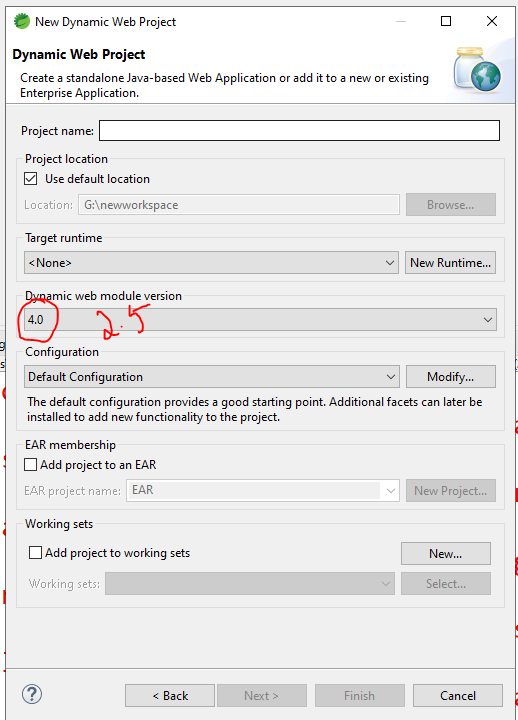 New Dynamic Web Project
Dynamic Web Project
Create a standalone Java-based Web Application or add it to a new or existing
Enterprise Application.
Project name:
Project location
Use default location
Location: G:\newworkspace Browse...
Target runtime
<None> New Runtime...
Dynamic web module version
4.0 2.5
Configuration
Default Configuration Modify...
The default configuration provides a good starting point. Additional facets can later be
installed to add new functionality to the project.
EAR membership
Add project to an EAR
EAR project name: EAR New Project...
Working sets
Add project to working sets New...
Working sets: Select...
? < Back Next > Finish Cancel